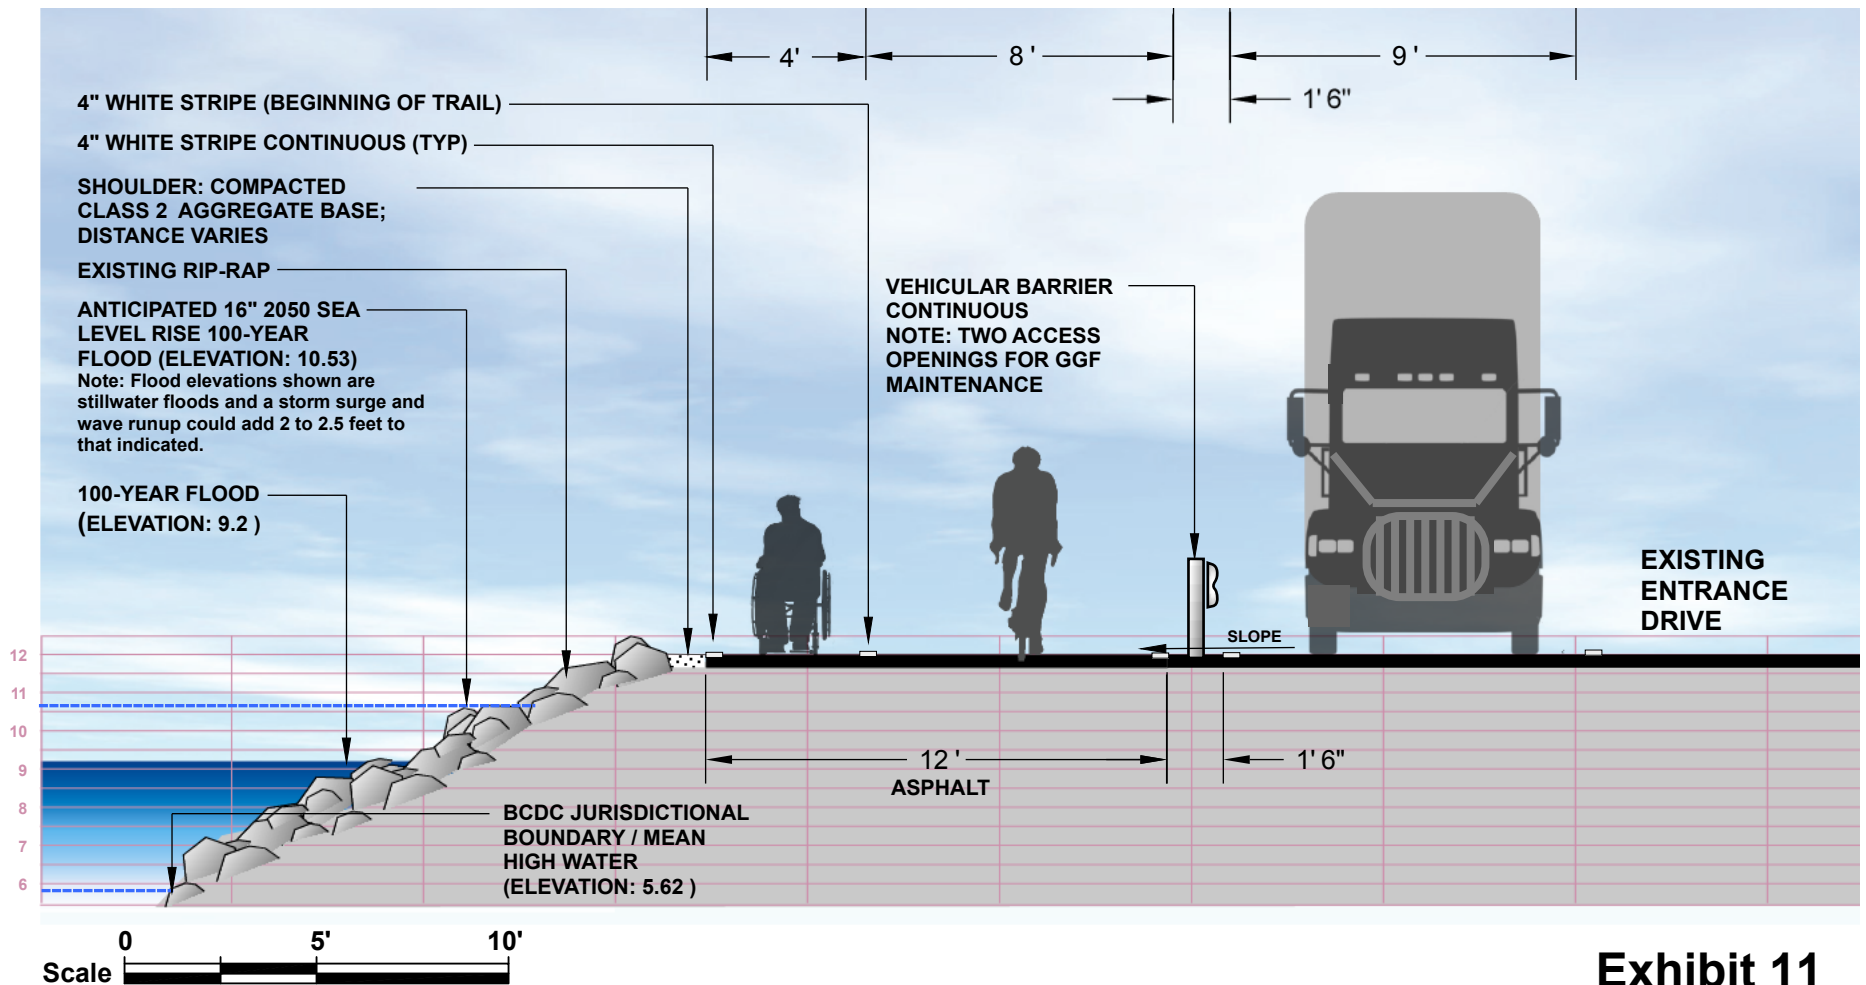 4'
8 '
9 '
1' 6"
4" WHITE STRIPE (BEGINNING OF TRAIL)
4" WHITE STRIPE CONTINUOUS (TYP)
SHOULDER: COMPACTED
CLASS 2 AGGREGATE BASE;
DISTANCE VARIES
EXISTING RIP-RAP
ANTICIPATED 16" 2050 SEA
LEVEL RISE 100-YEAR
FLOOD (ELEVATION: 10.53)
Note: Flood elevations shown are
stillwater floods and a storm surge and
wave runup could add 2 to 2.5 feet to
that indicated.
100-YEAR FLOOD
(ELEVATION: 9.2 )
VEHICULAR BARRIER
CONTINUOUS
NOTE: TWO ACCESS
OPENINGS FOR GGF
MAINTENANCE
EXISTING
ENTRANCE
DRIVE
SLOPE
12
11
10
9
8
7
6
12 '
ASPHALT
1' 6"
BCDC JURISDICTIONAL
BOUNDARY / MEAN
HIGH WATER
(ELEVATION: 5.62 )
0 5' 10'
Scale
Exhibit 11